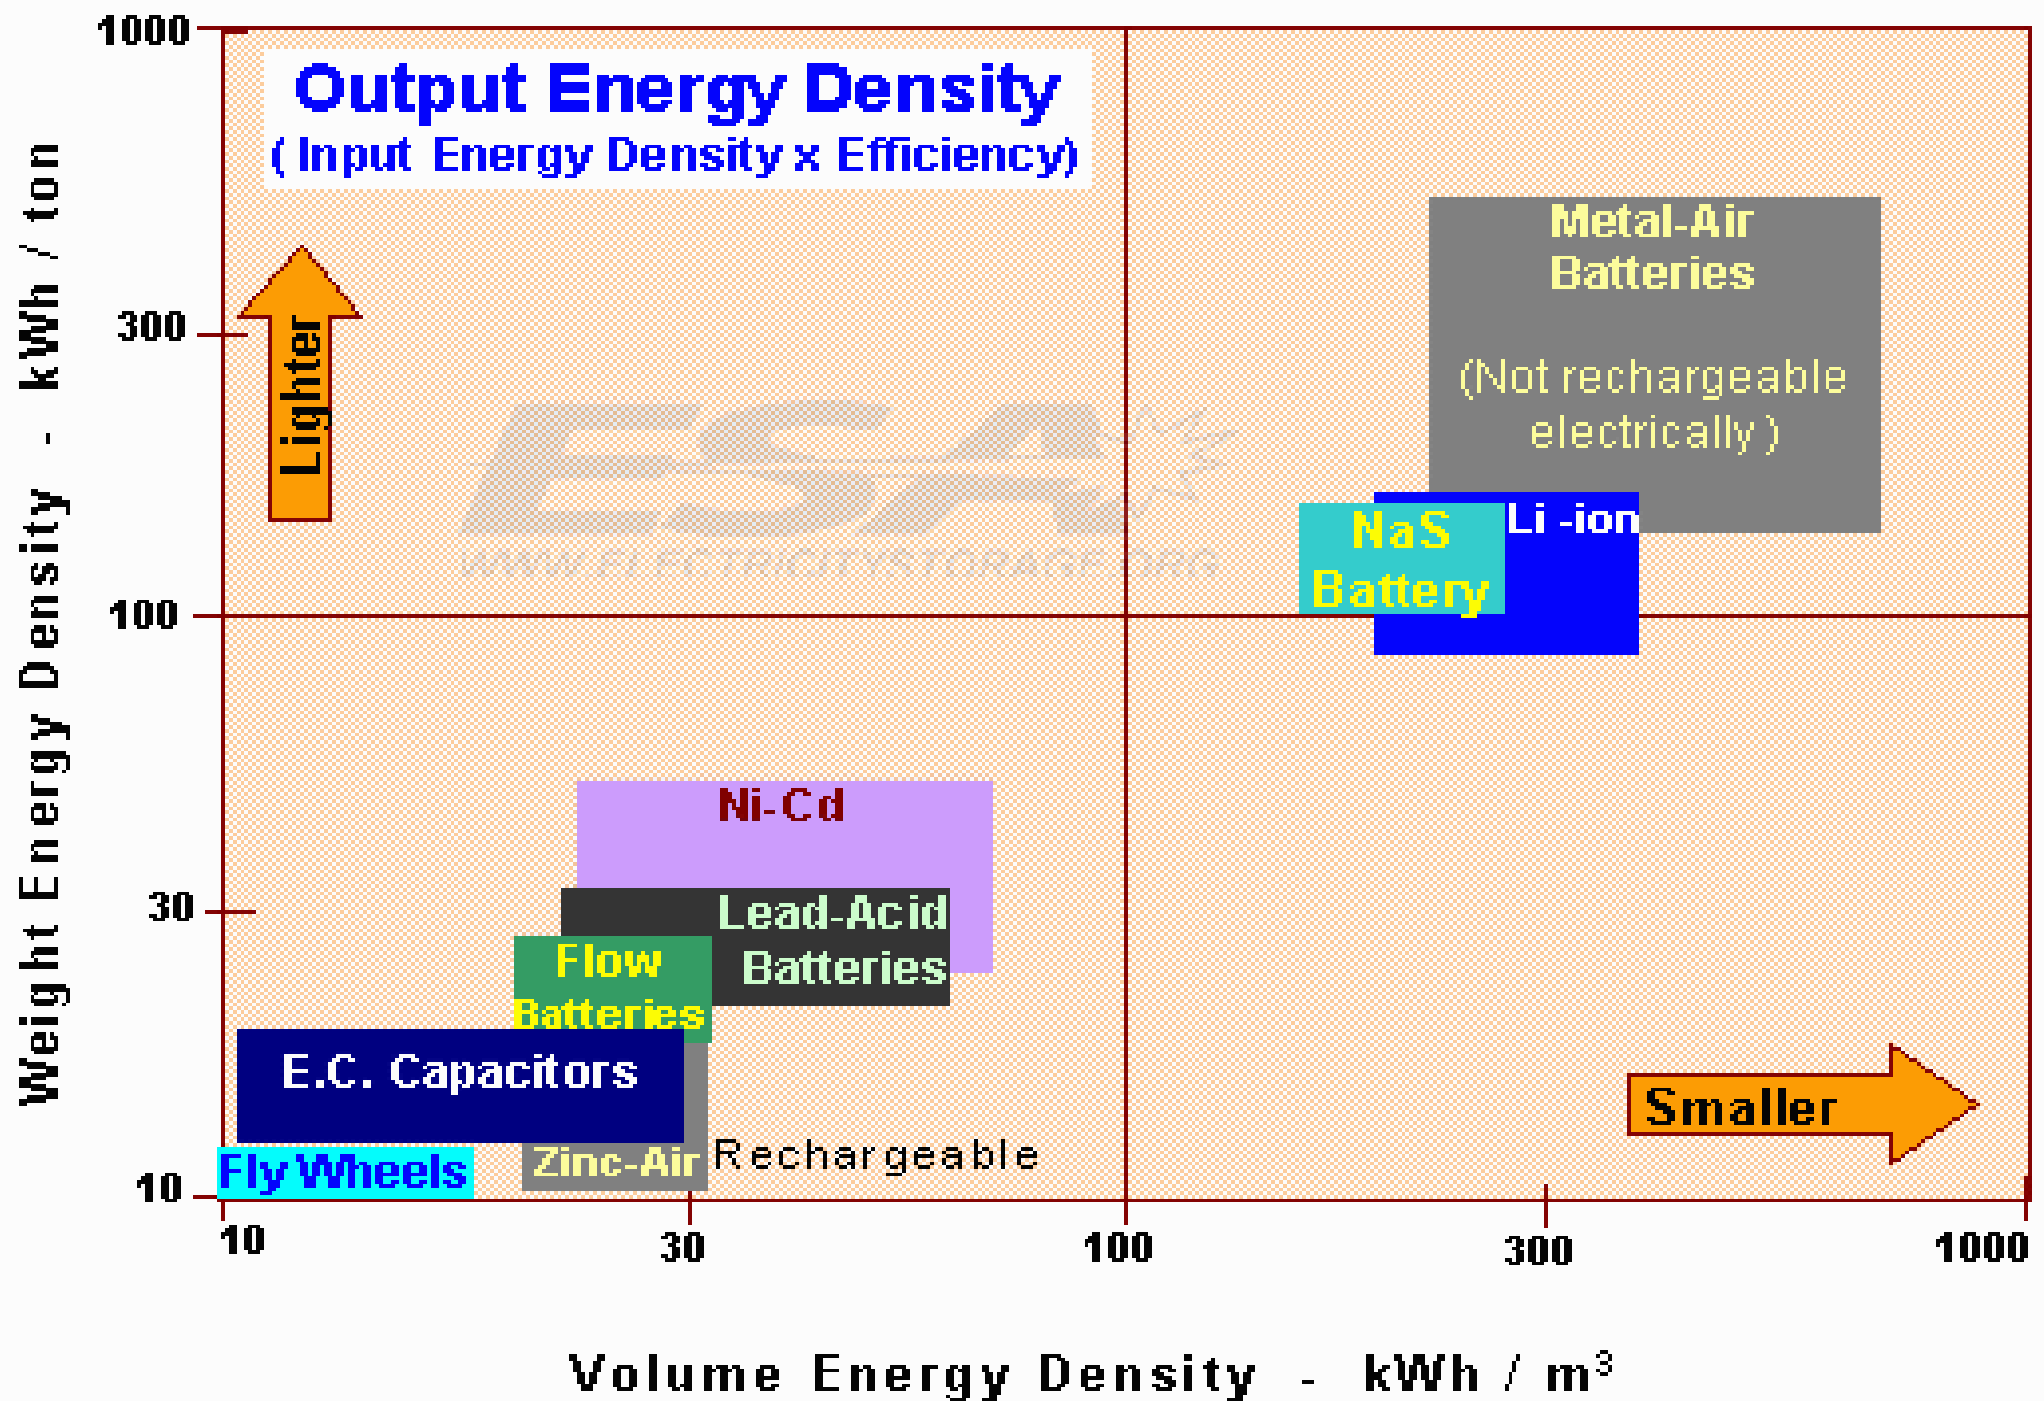 1000
Output Energy Density
( Input Energy Density x Efficiency)
Weight Energy Density - kWh / ton
Metal-Air
Batteries
(Not rechargeable
electrically )
300
Lighter
ESA
NaS
Battery
Li -ion
100
Ni-Cd
30
Lead-Acid
Batteries
Flow
Batteries
E.C. Capacitors
Smaller
Zinc-Air Rechargeable
Fly Wheels
10
10 30 100 300 1000
Volume Energy Density - kWh / m³